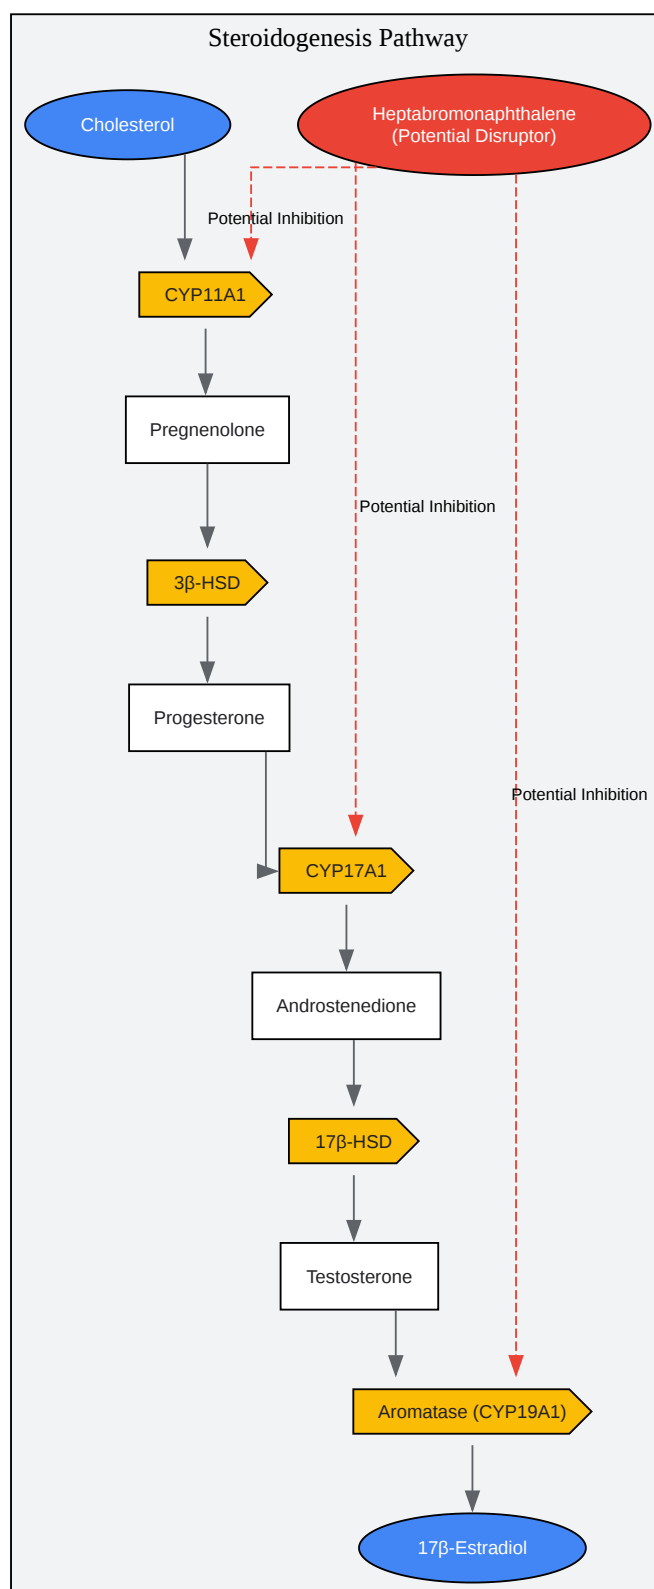 Steroidogenesis Pathway
Cholesterol
Heptabromonaphthalene
(Potential Disruptor)
Potential Inhibition
CYP11A1
Pregnenolone
Potential Inhibition
3β-HSD
Progesterone
Potential Inhibition
CYP17A1
Androstenedione
17β-HSD
Testosterone
Aromatase (CYP19A1)
17β-Estradiol